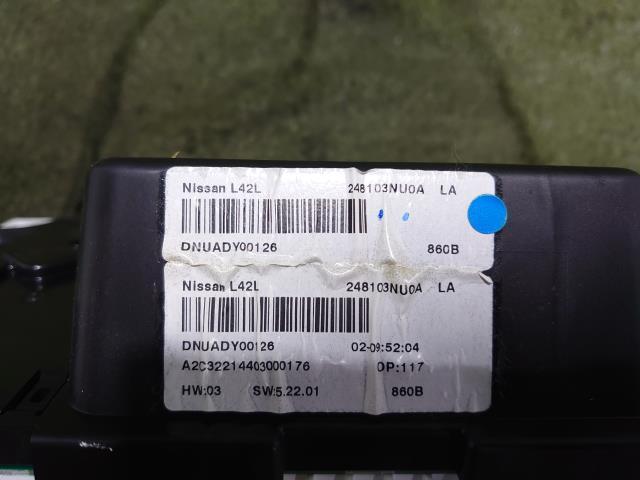 Nissan L42L 248103NU0A LA
DNUADY00126 860B
Nissan L42L 248103NU0A LA
DNUADY00126 02-09:52:04
A2C32214403000176 OP:117
HW:03 SW:5.22.01 860B